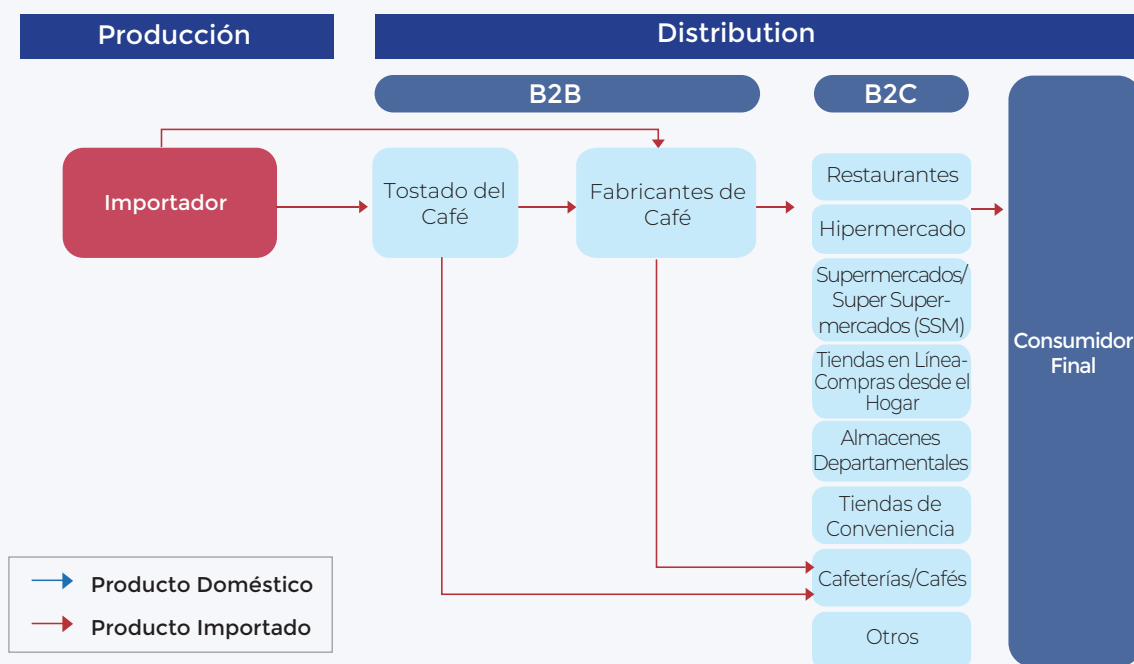 Producción
Distribution
B2B
B2C
Importador
Tostado del
Café
Fabricantes de
Café
Restaurantes
Hipermercado
Supermercados/
Super Super-
mercados (SSM)
Tiendas en Línea-
Compras desde el
Hogar
Almacenes
Departamentales
Tiendas de
Conveniencia
Cafeterías/Cafés
Otros
Consumidor
Final
Producto Doméstico
Producto Importado